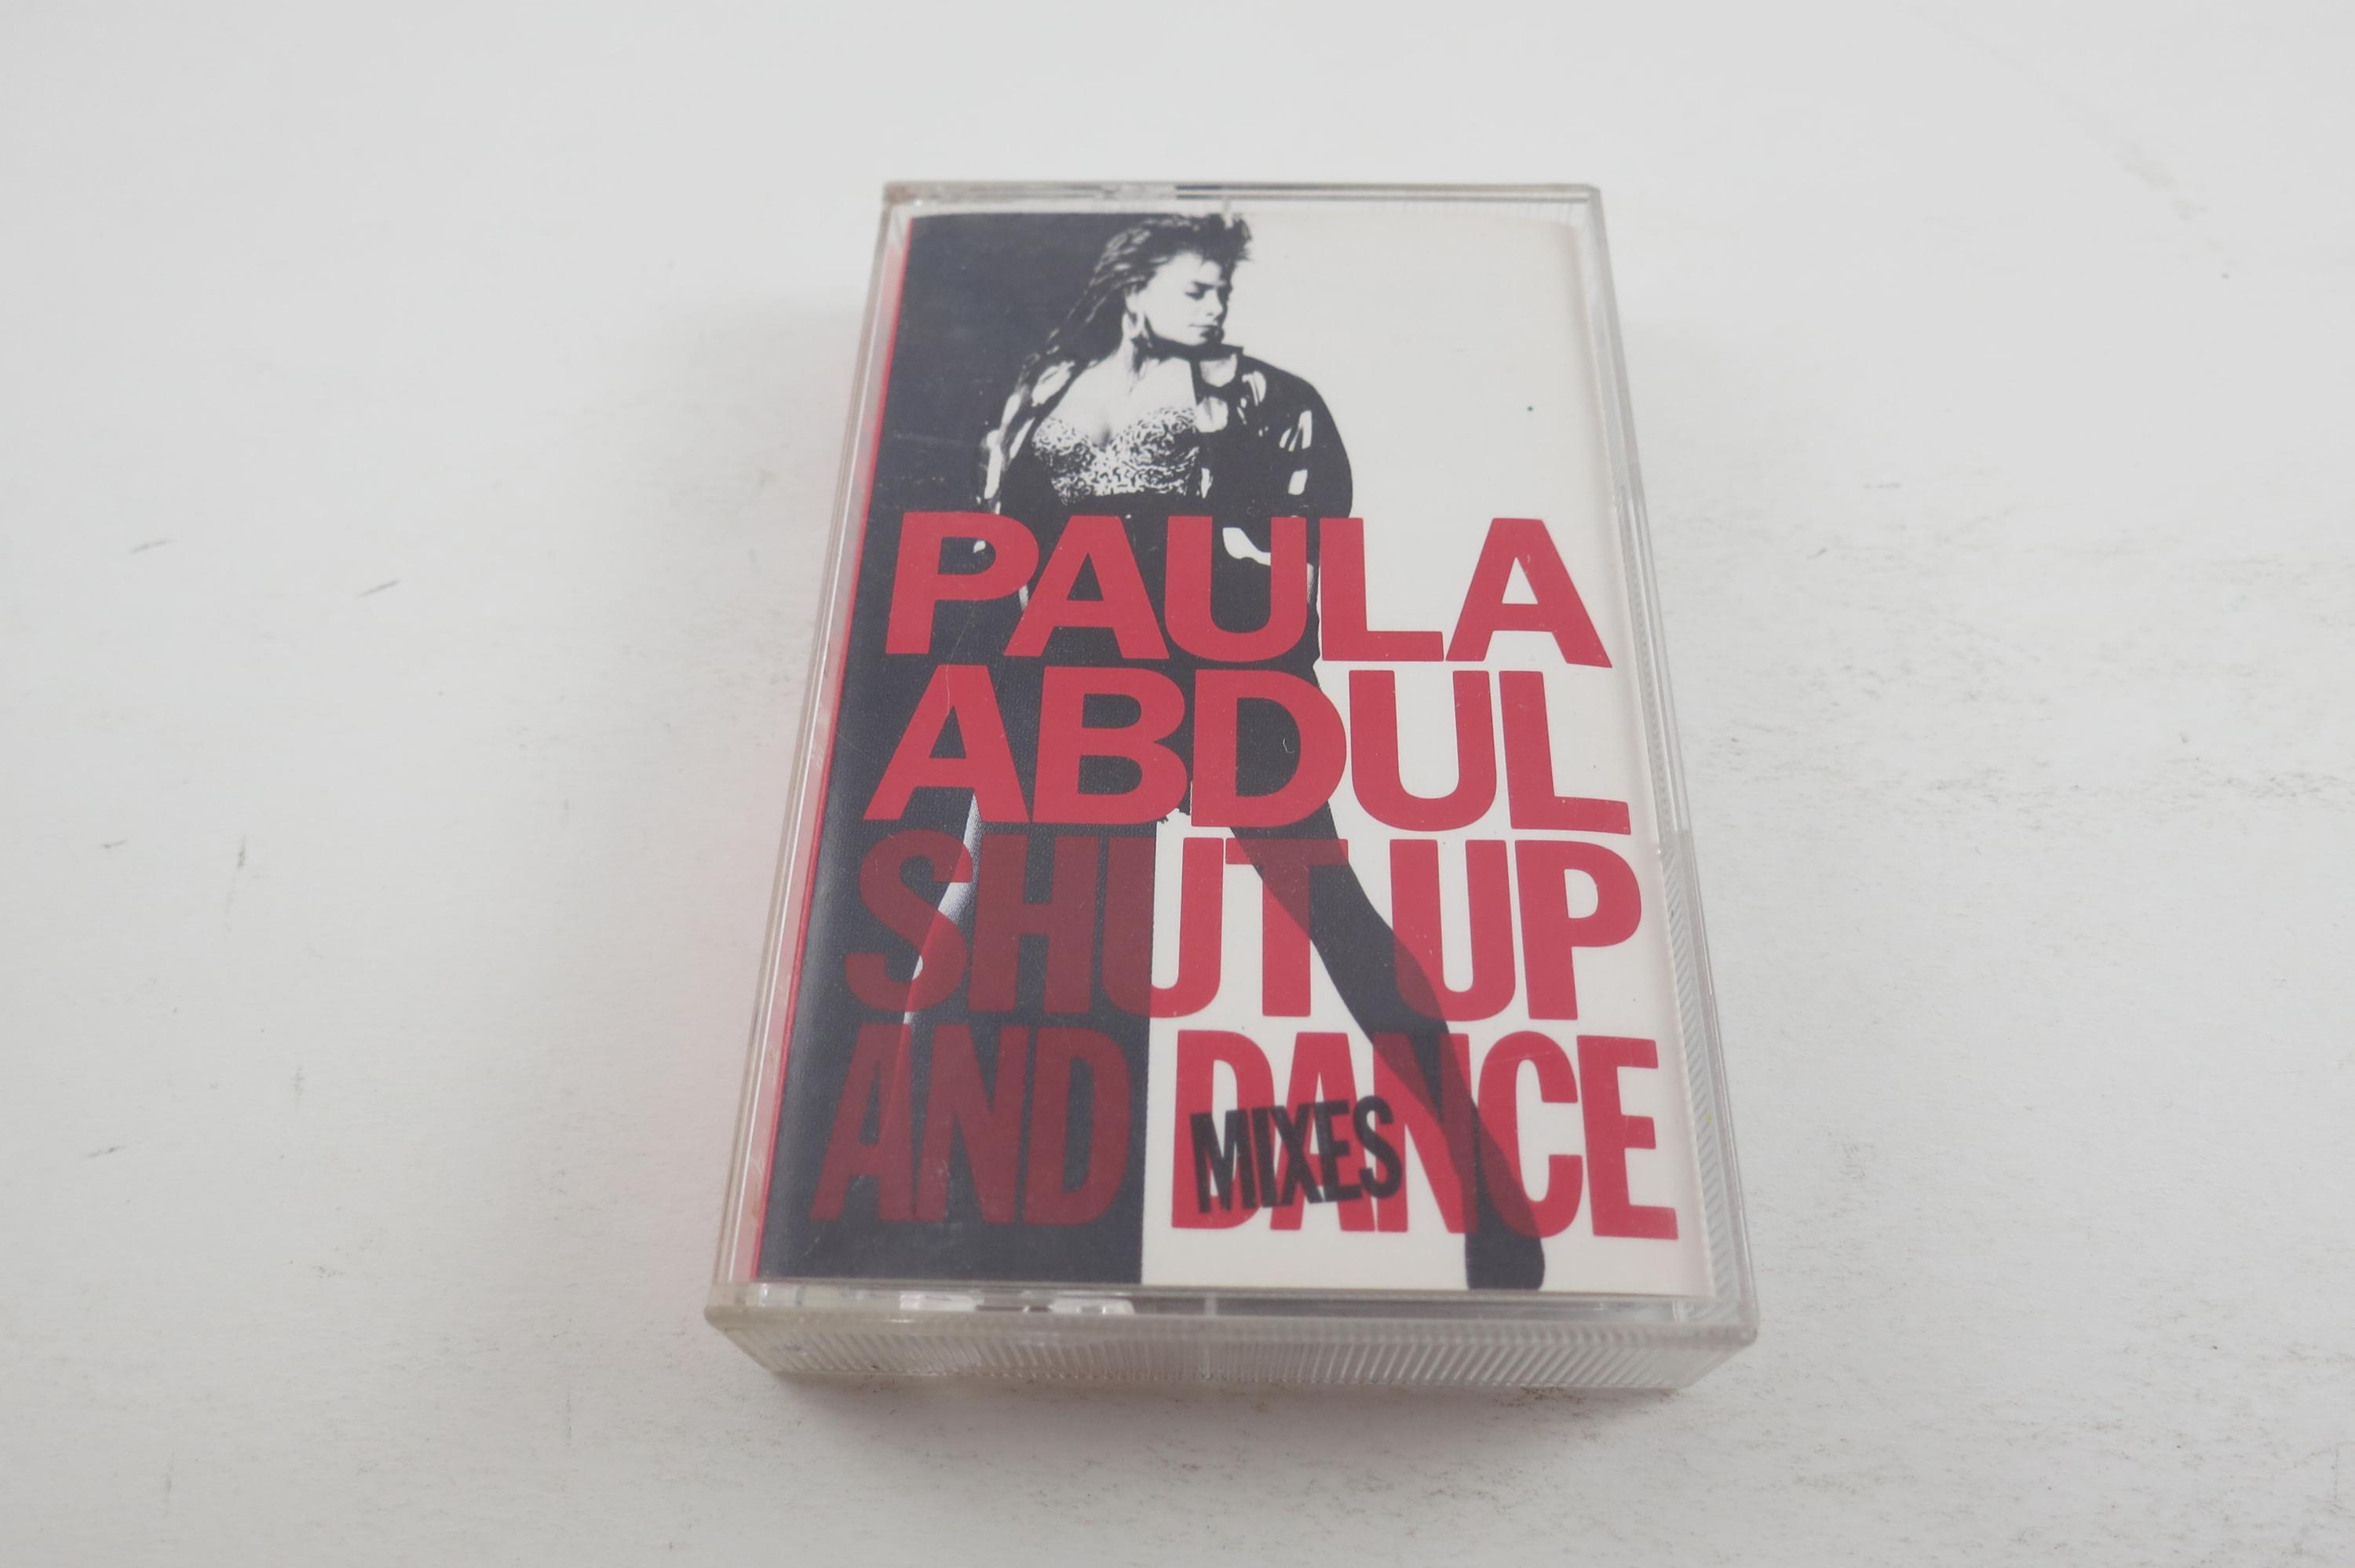 PAULA
ABDUL
SHUT UP
AND DANCE
MIXES